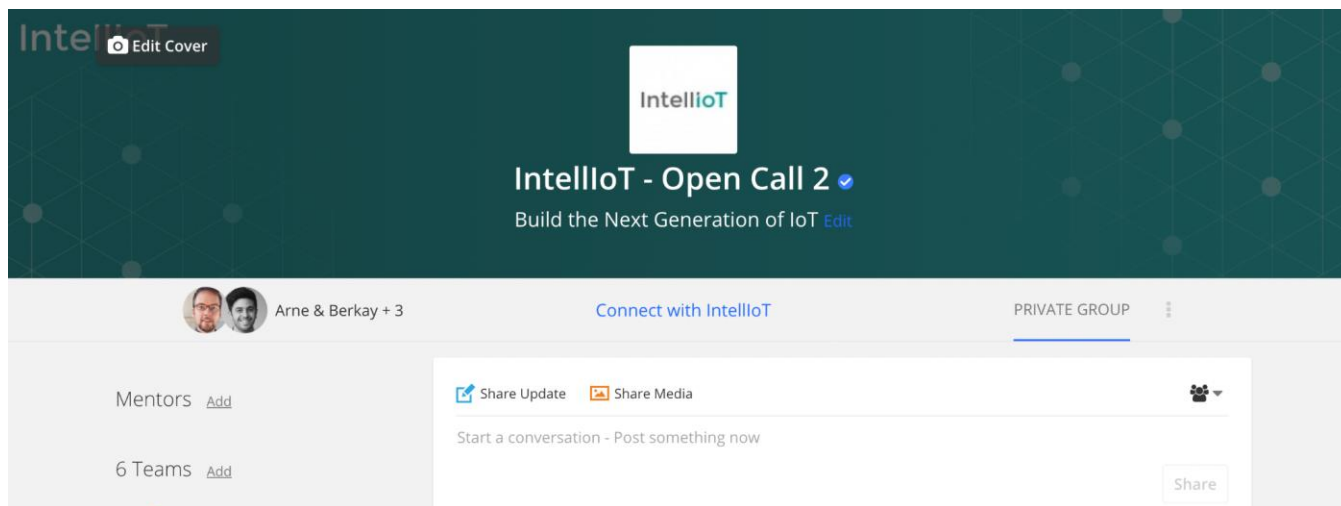 IntellIoT
Edit Cover
IntellioT
IntellIoT - Open Call 2
Build the Next Generation of IoT Edit
Arne & Berkay + 3
Connect with IntellIoT
PRIVATE GROUP
Mentors Add
Share Update
Share Media
Start a conversation - Post something now
6 Teams Add
Share